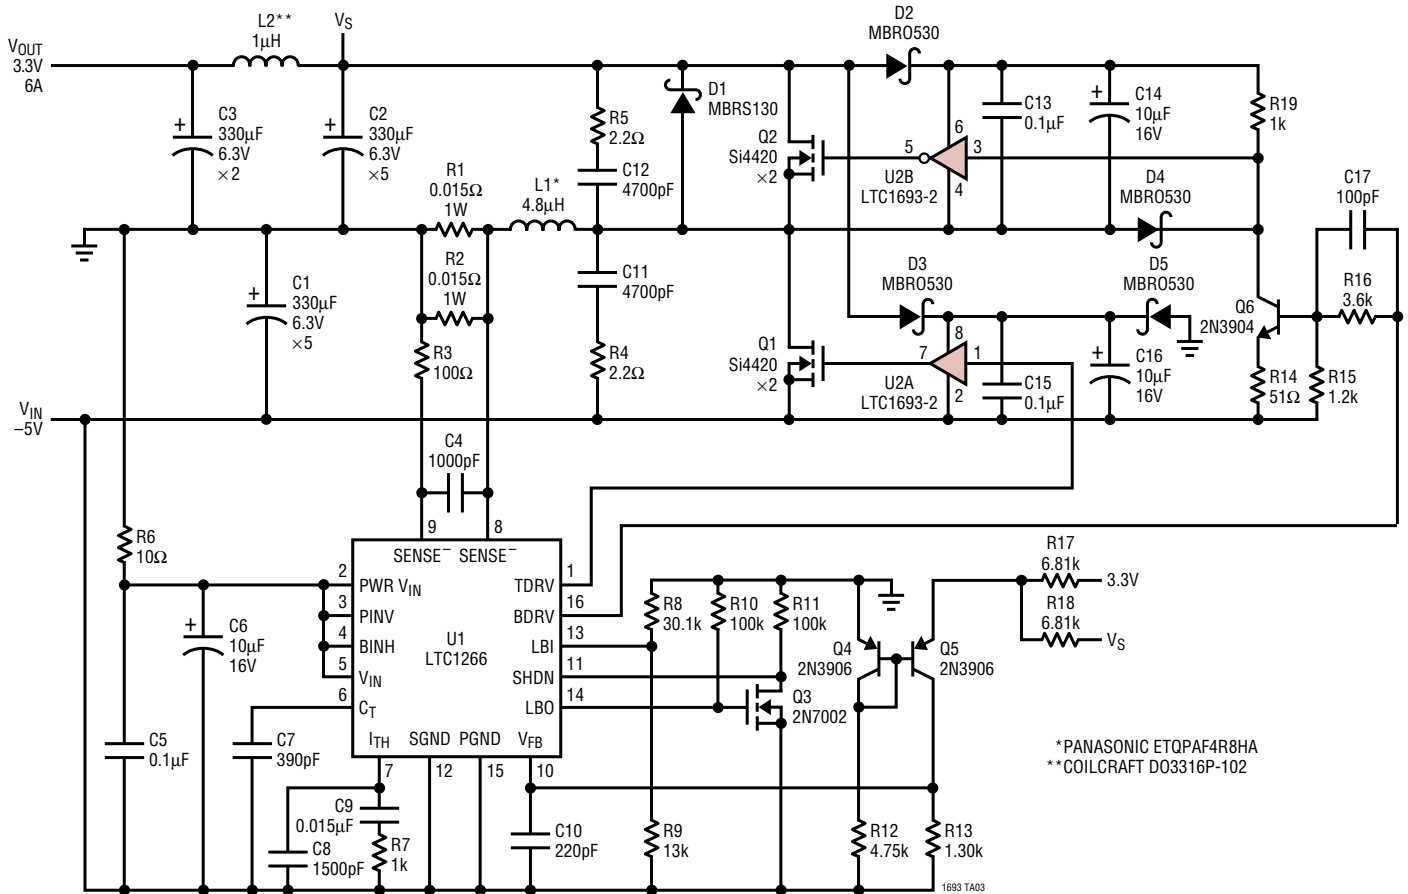 VOUT
3.3V
6A
L2**
1µH
VS
C3
330µF
6.3V
×2
+
C2
330µF
6.3V
×5
+
R1
0.015Ω
1W
L1*
4.8µH
R5
2.2Ω
C12
4700pF
D1
MBRS130
Q2
Si4420
×2
D2
MBRO530
5
6
3
4
U2B
LTC1693-2
C13
0.1µF
+
C14
10µF
16V
R19
1k
D4
MBRO530
C17
100pF
C1
330µF
6.3V
×5
+
R2
0.015Ω
1W
R3
100Ω
C11
4700pF
R4
2.2Ω
Q1
Si4420
×2
D3
MBRO530
7
8
1
2
U2A
LTC1693-2
C15
0.1µF
+
C16
10µF
16V
D5
MBRO530
Q6
2N3904
R16
3.6k
R14
51Ω
R15
1.2k
VIN
–5V
C4
1000pF
9
8
R6
10Ω
SENSE–
SENSE–
2
PWR VIN
3
PINV
4
BINH
5
VIN
6
CT
ITH
SGND
PGND
VFB
U1
LTC1266
TDRV
1
BDRV
16
LBI
13
SHDN
11
LBO
14
7
12
15
10
+
C6
10µF
16V
C5
0.1µF
C7
390pF
C9
0.015µF
R7
1k
C8
1500pF
C10
220pF
R8
30.1k
R10
100k
R11
100k
R9
13k
Q3
2N7002
Q4
2N3906
Q5
2N3906
R17
6.81k
3.3V
R18
6.81k
VS
R12
4.75k
R13
1.30k
*PANASONIC ETQPAF4R8HA
**COILCRAFT DO3316P-102
1693 TA03